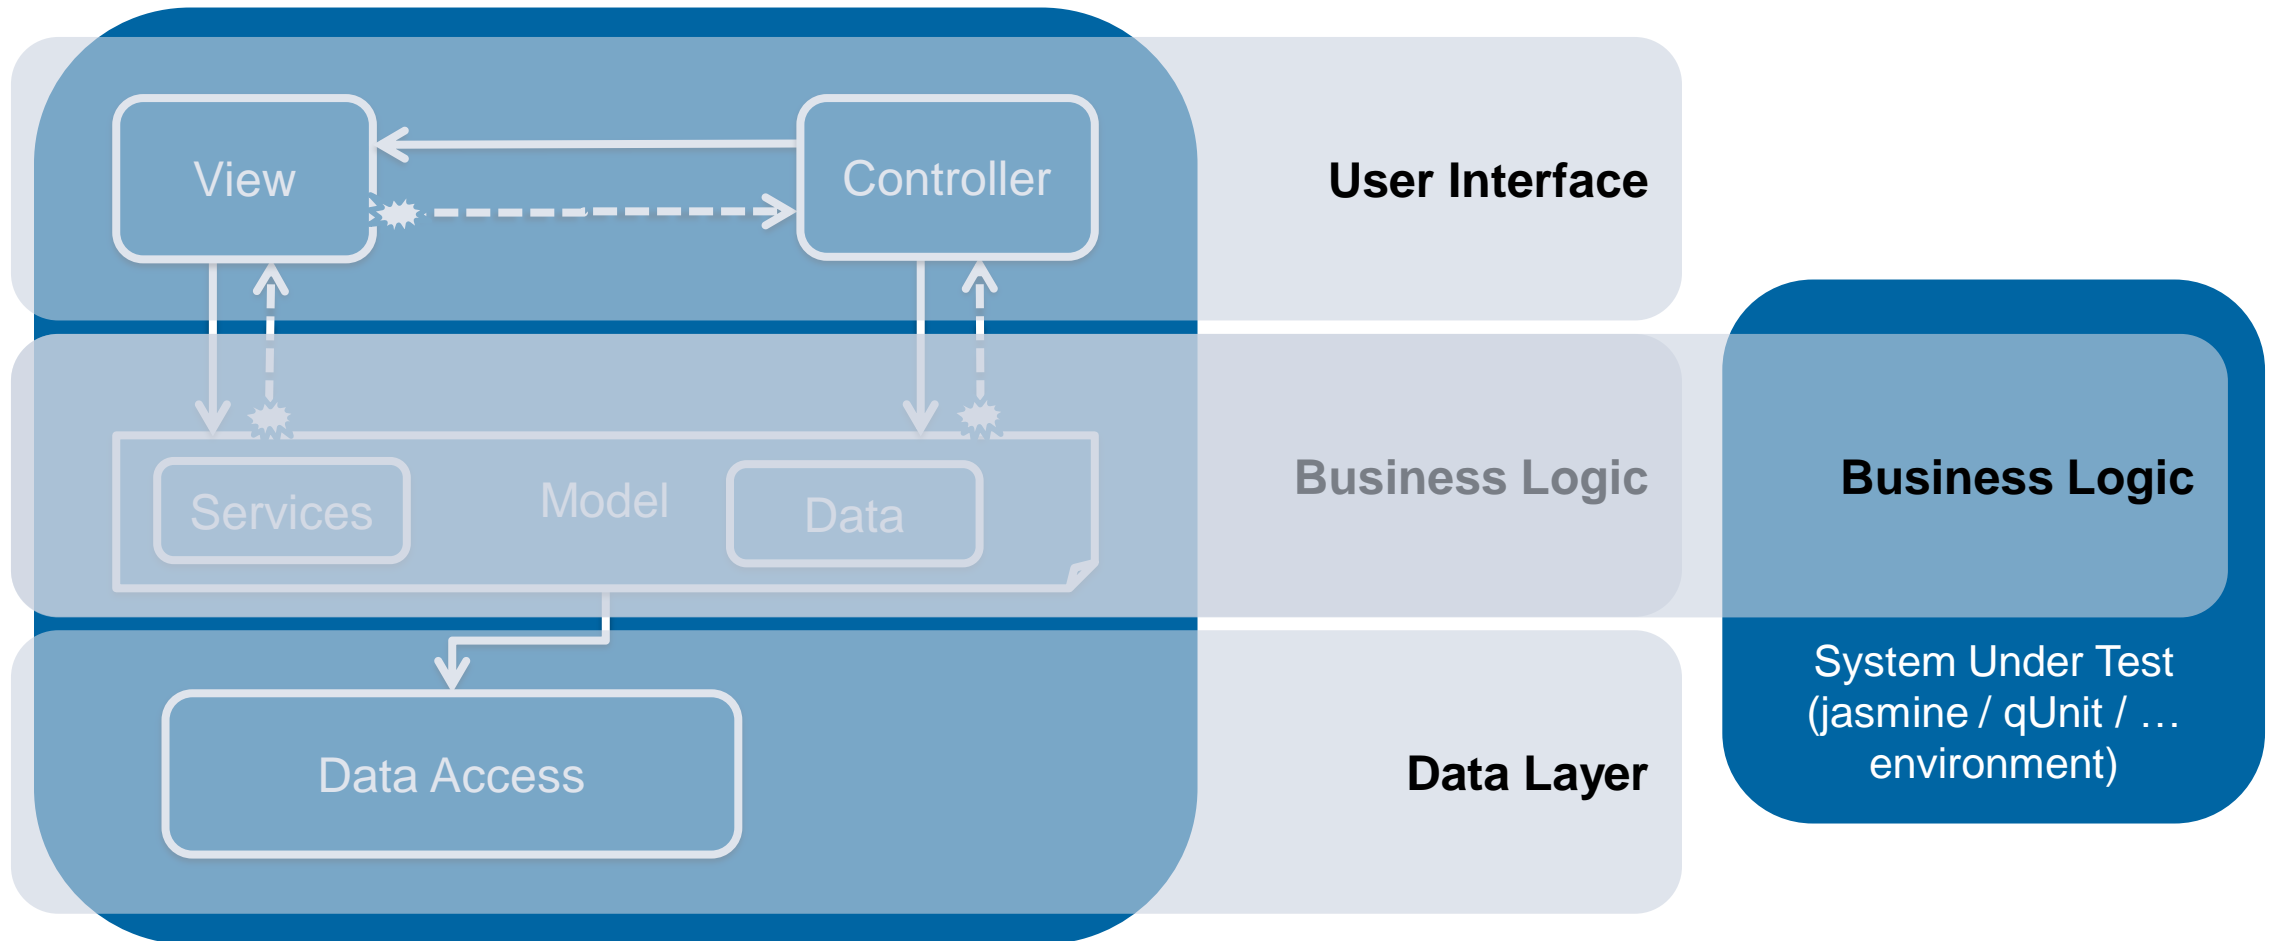 View
Controller
User Interface
Services
Model
Data
Business Logic
Business Logic
Data Access
Data Layer
System Under Test
(jasmine / qUnit / …
environment)